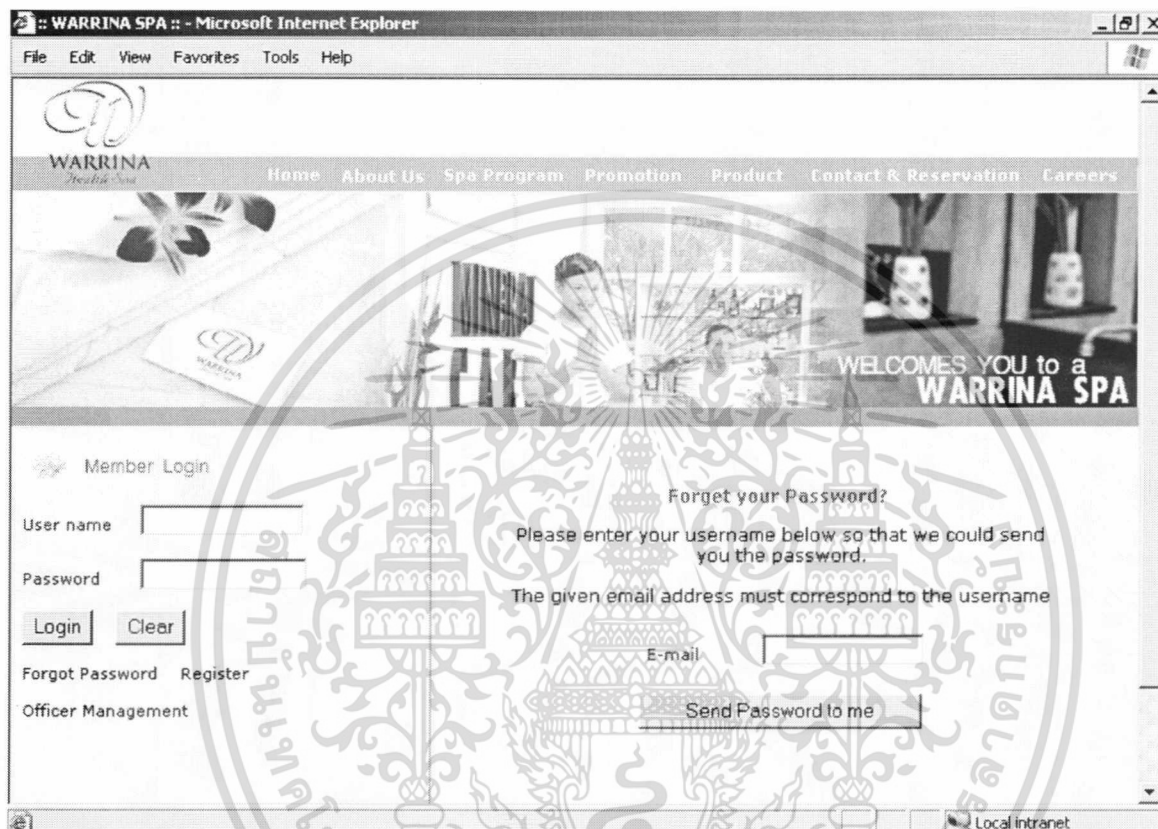 :: WARRINA SPA :: - Microsoft Internet Explorer
File Edit View Favorites Tools Help
WARRINA
Health Spa
Home About Us Spa Program Promotion Product Contact & Reservation Careers
WARRINA
WELCOMES YOU to a
WARRINA SPA
Member Login
User name
Password
Login Clear
Forgot Password Register
Officer Management
Forget your Password?
Please enter your username below so that we could send
you the password.
The given email address must correspond to the username
E-mail
Send Password to me
Local intranet